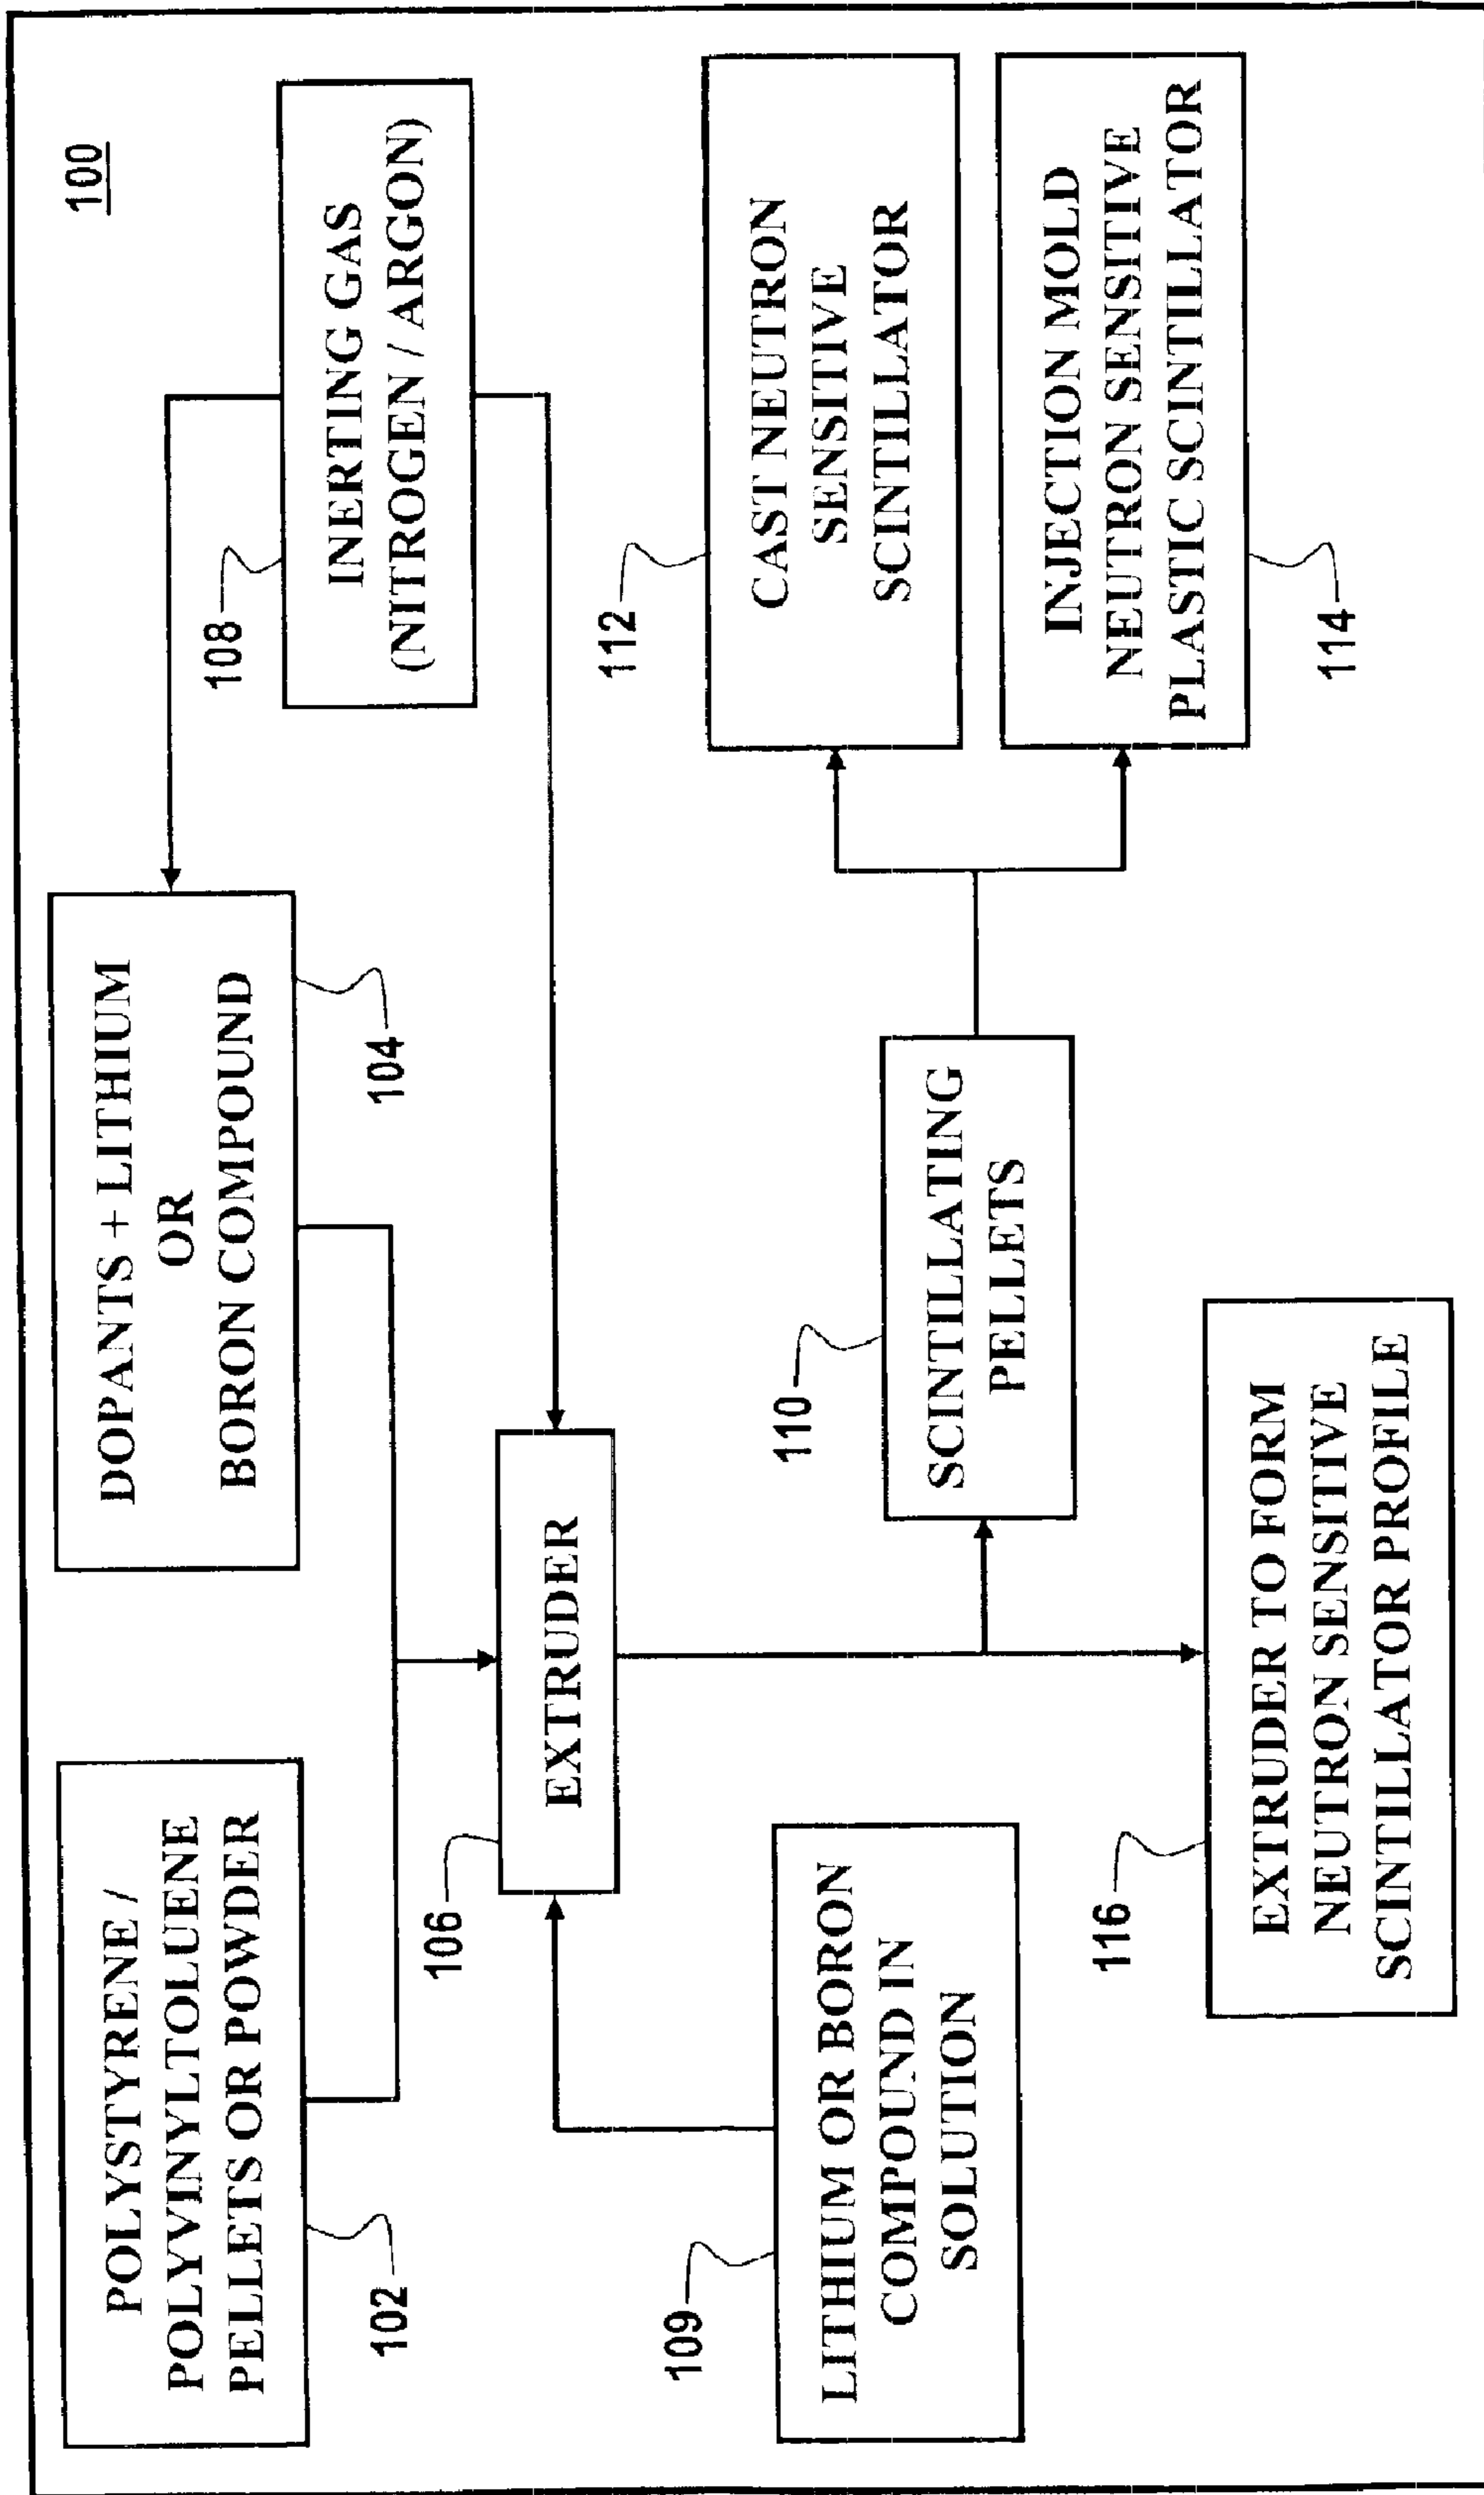 100
POLYSTYRENE /
POLYVINYLTOLUENE
PELLETS OR POWDER
102
DOPANTS + LITHIUM
OR
BORON COMPOUND
104
INERTING GAS
(NITROGEN / ARGON)
108
EXTRUDER
106
LITHIUM OR BORON
COMPOUND IN
SOLUTION
109
SCINTILLATING
PELLETS
110
CAST NEUTRON
SENSITIVE
SCINTILLATOR
112
INJECTION MOLD
NEUTRON SENSITIVE
PLASTIC SCINTILLATOR
114
EXTRUDER TO FORM
NEUTRON SENSITIVE
SCINTILLATOR PROFILE
116